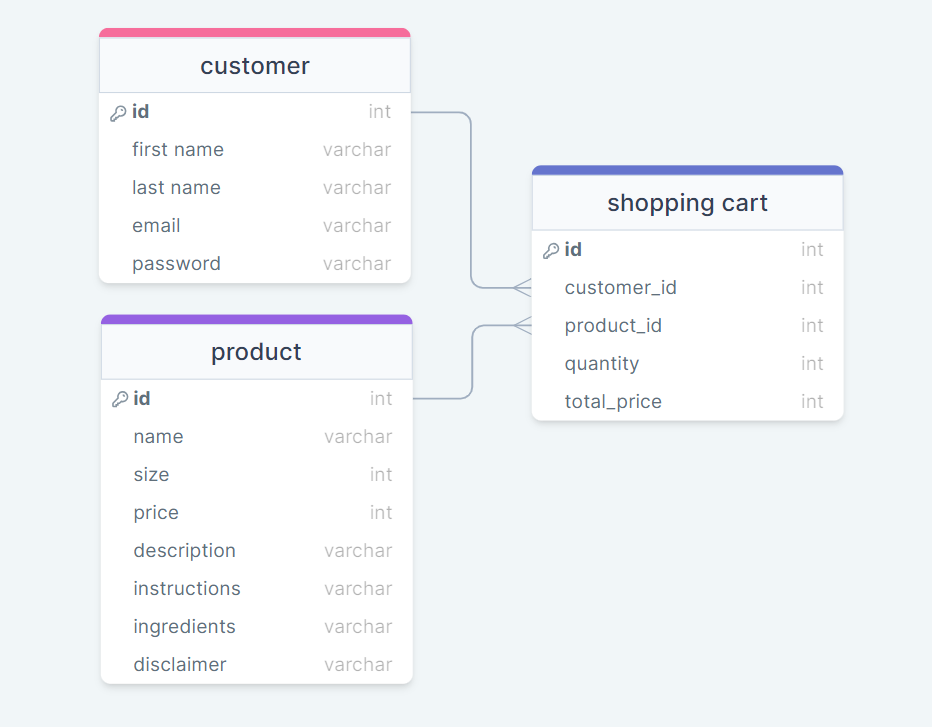 customer
id int
first name varchar
last name varchar
email varchar
password varchar
shopping cart
id int
customer_id int
product_id int
quantity int
total_price int
product
id int
name varchar
size int
price int
description varchar
instructions varchar
ingredients varchar
disclaimer varchar